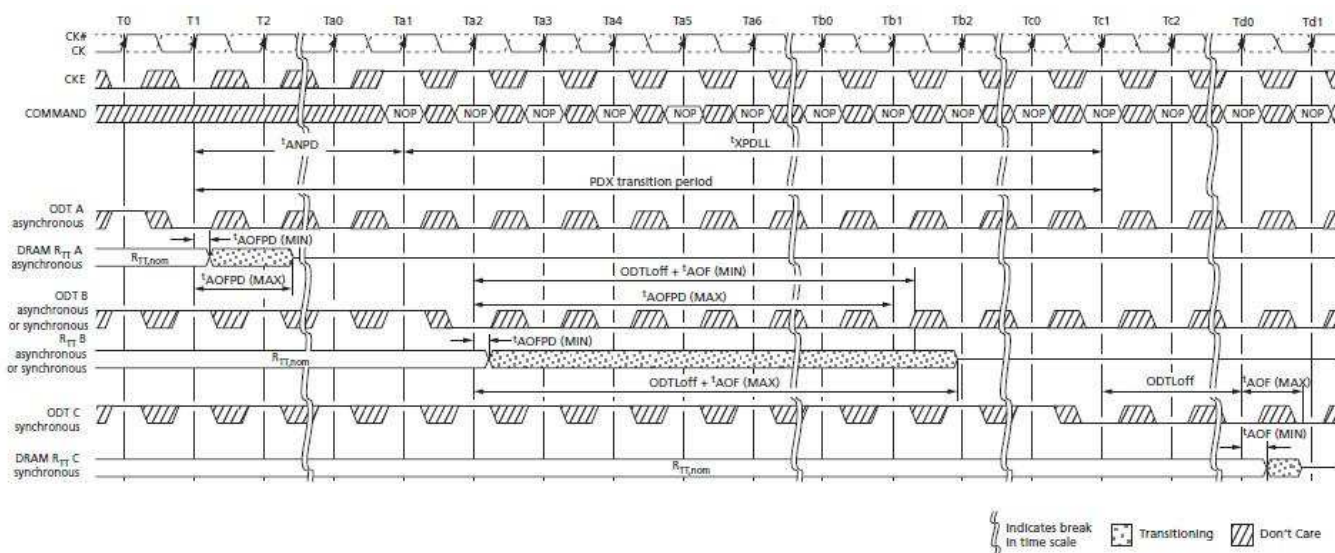 T0 T1 T2 Ta0 Ta1 Ta2 Ta3 Ta4 Ta5 Ta6 Tb0 Tb1 Tb2 Tc0 Tc1 Tc2 Td0 Td1
CK#
CK
CKE
COMMAND NOP NOP NOP NOP NOP NOP NOP NOP NOP NOP NOP NOP NOP NOP
tANPD tXPDLL
PDX transition period
ODT A
asynchronous
tAOFPD (MIN)
DRAM RTT A
asynchronous
RTT,nom
tAOFPD (MAX)
ODTLoff + tAOF (MIN)
tAOFPD (MAX)
ODT B
asynchronous
or synchronous
RTT B
asynchronous
or synchronous
tAOFPD (MIN)
RTT,nom
ODTLoff + tAOF (MAX)
ODTLoff tAOF (MAX)
ODT C
synchronous
tAOF (MIN)
DRAM RTT C
synchronous
RTT,nom
Indicates break
in time scale
Transitioning
Don't Care